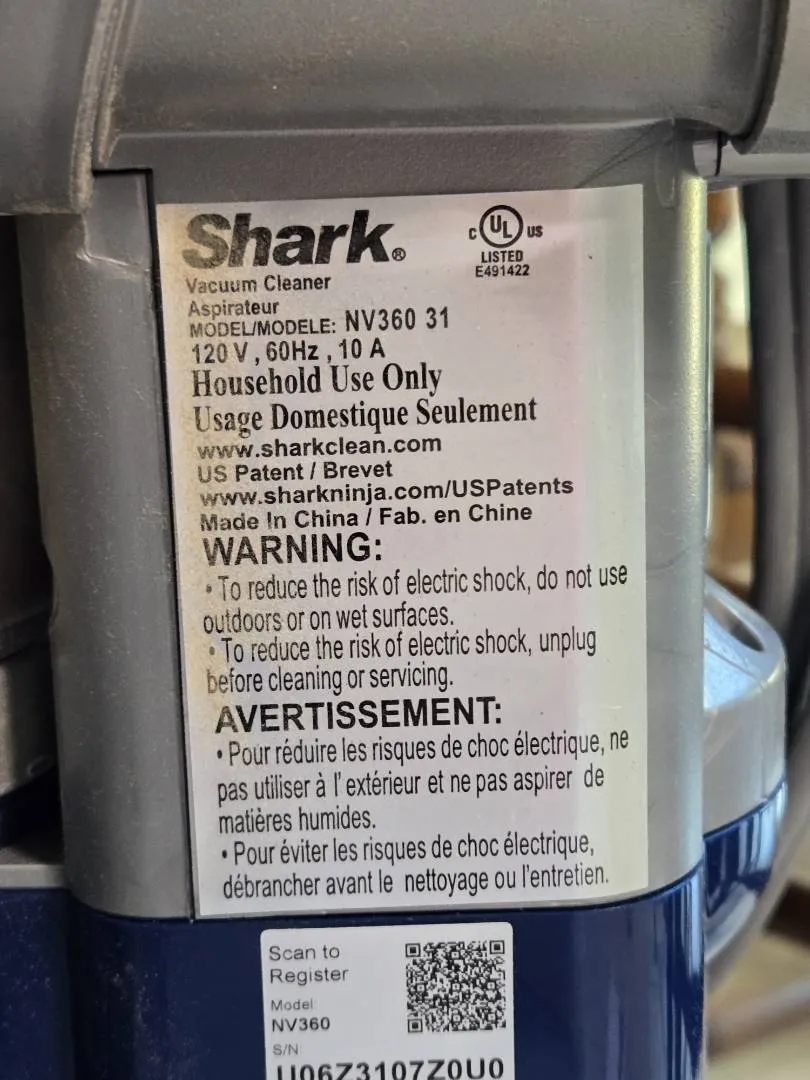 Shark®
Vacuum Cleaner
Aspirateur
MODEL/MODELE: NV360 31
120 V , 60Hz , 10 A
Household Use Only
Usage Domestique Seulement
www.sharkclean.com
US Patent / Brevet
www.sharkninja.com/USPatents
Made In China / Fab. en Chine
C UL US
LISTED
E491422
WARNING:
• To reduce the risk of electric shock, do not use
outdoors or on wet surfaces.
• To reduce the risk of electric shock, unplug
before cleaning or servicing.
AVERTISSEMENT:
• Pour réduire les risques de choc électrique, ne
pas utiliser à l' extérieur et ne pas aspirer de
matières humides.
• Pour éviter les risques de choc électrique,
débrancher avant le nettoyage ou l'entretien.
Scan to
Register
Model:
NV360
S/N:
U06Z3107Z0U0